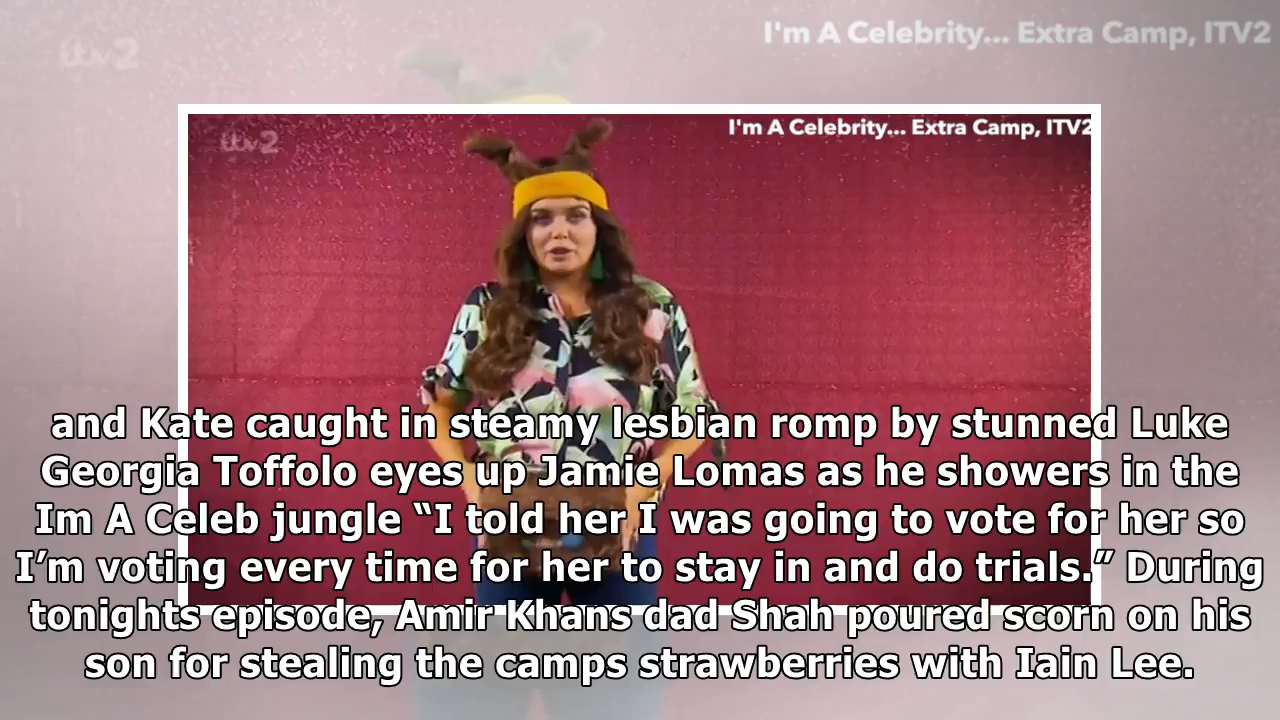 I'm A Celebrity... Extra Camp, ITV2
itv2
I'm A Celebrity... Extra Camp, ITV2
itv2
and Kate caught in steamy lesbian romp by stunned Luke
Georgia Toffolo eyes up Jamie Lomas as he showers in the
Im A Celeb jungle “I told her I was going to vote for her so
I’m voting every time for her to stay in and do trials.” During
tonights episode, Amir Khans dad Shah poured scorn on his
son for stealing the camps strawberries with Iain Lee.